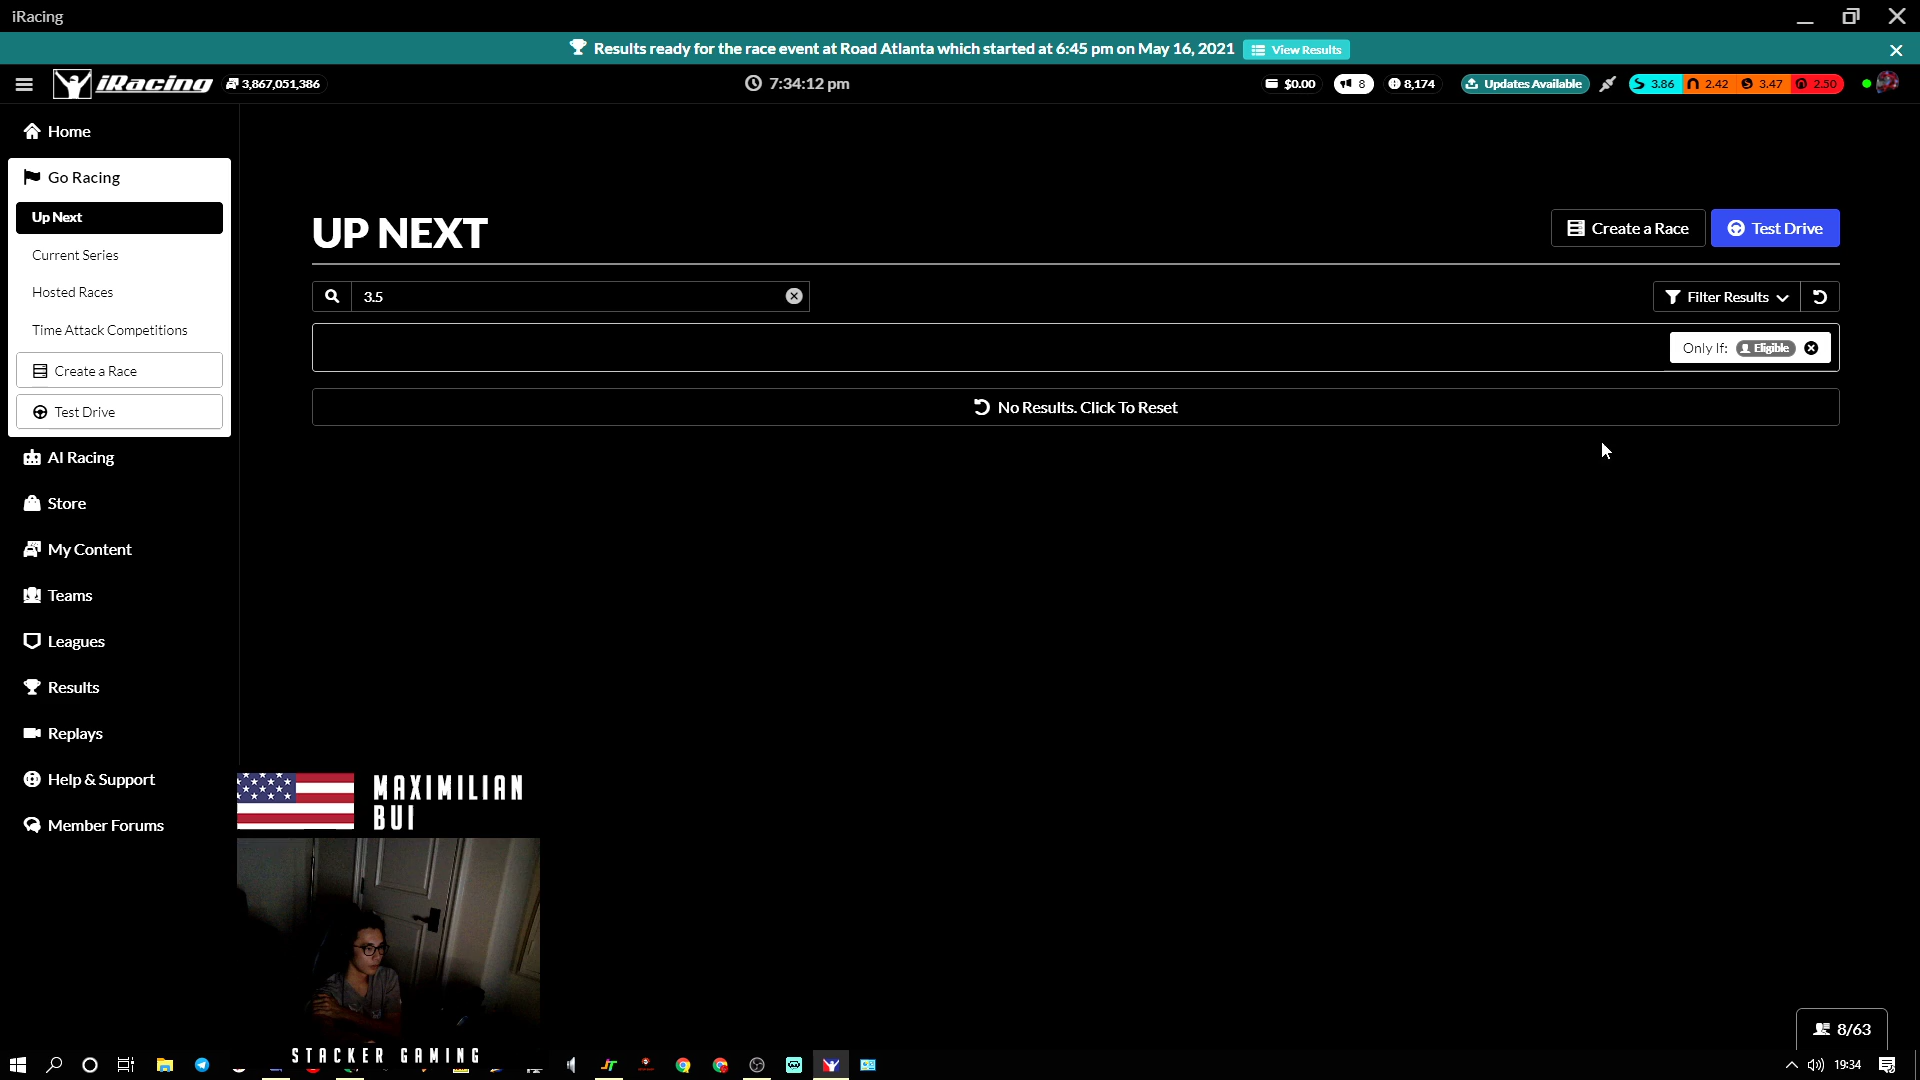 iRacing
Results ready for the race event at Road Atlanta which started at 6:45 pm on May 16, 2021
View Results
iRacing
3,867,051,386
7:34:12 pm
$0.00
8
8,174
Updates Available
3.86
2.42
3.47
2.50
Home
Go Racing
Up Next
Current Series
Hosted Races
Time Attack Competitions
Create a Race
Test Drive
AI Racing
Store
My Content
Teams
Leagues
Results
Replays
Help & Support
Member Forums
UP NEXT
Create a Race
Test Drive
3.5
Filter Results
Only If:
Eligible
No Results. Click To Reset
MAXIMILIAN
BUI
STACKER GAMING
8/63
19:34